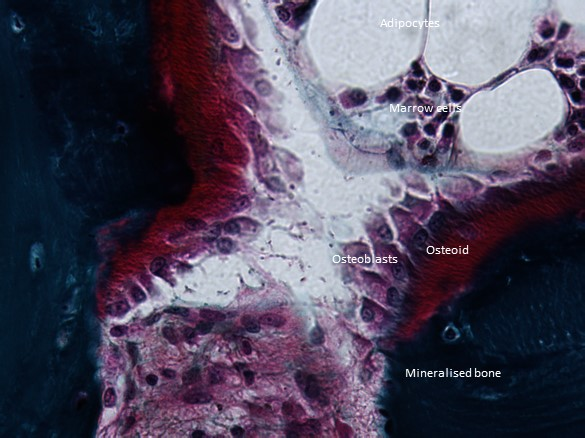 Adipocytes
Marrow cells
Osteoid
Osteoblasts
Mineralised bone